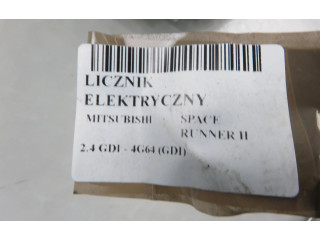 LICZNIK
ELEKTRYCZNY
MITSUBISHI SPACE
RUNNER II
2.4 GDI - 4G64 (GDI)